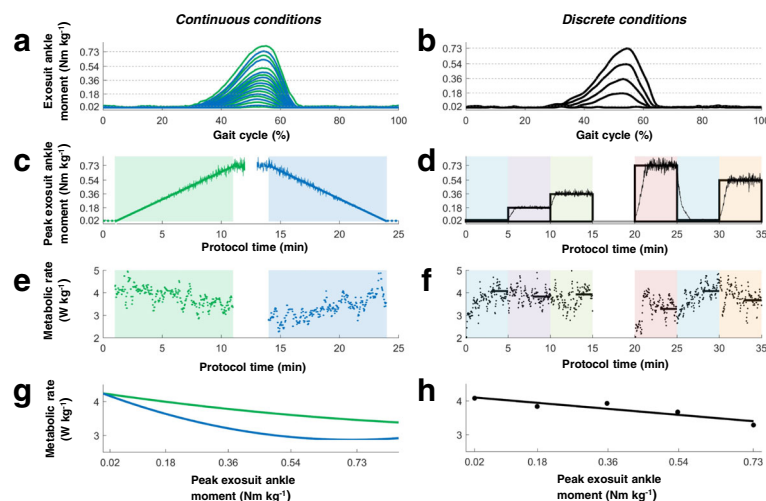 Continuous conditions
Discrete conditions
a
Exosuit ankle
moment (Nm kg-1)
0.73
0.54
0.36
0.18
0.02
0 20 40 60 80 100
Gait cycle (%)
b
0.73
0.54
0.36
0.18
0.02
0 20 40 60 80 100
Gait cycle (%)
c
Peak exosuit ankle
moment (Nm kg-1)
0.73
0.54
0.36
0.18
0.02
0 5 10 15 20 25
Protocol time (min)
d
0.73
0.54
0.36
0.18
0.02
0 5 10 15 20 25 30 35
Protocol time (min)
e
Metabolic rate
(W kg-1)
5
4
3
2
0 5 10 15 20 25
Protocol time (min)
f
5
4
3
2
0 5 10 15 20 25 30 35
Protocol time (min)
g
Metabolic rate
(W kg-1)
4
3
0.02 0.18 0.36 0.54 0.73
Peak exosuit ankle
moment (Nm kg-1)
h
4
3
0.02 0.18 0.36 0.54 0.73
Peak exosuit ankle
moment (Nm kg-1)